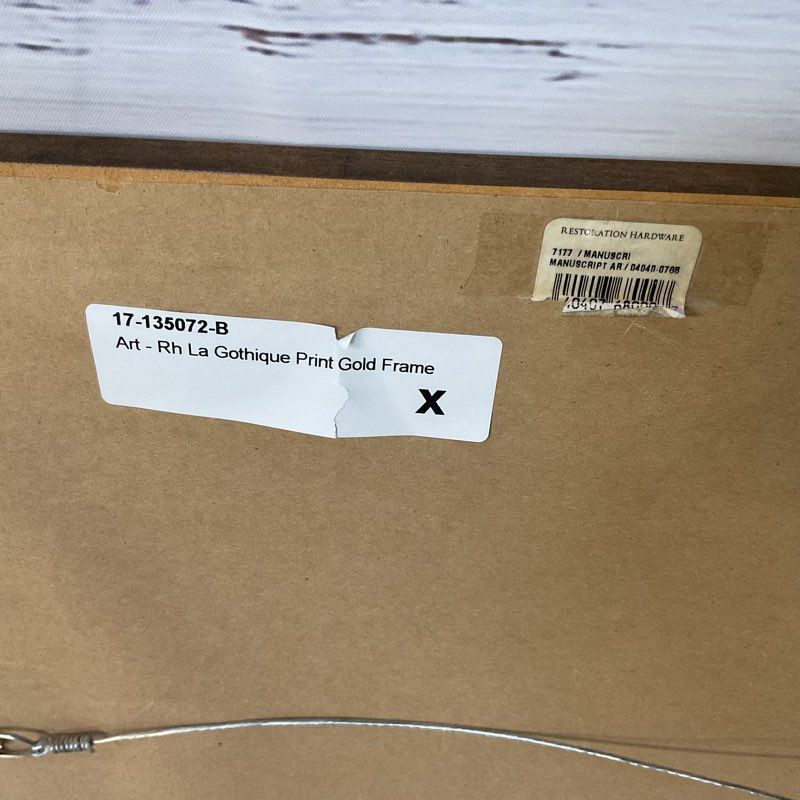 RESTORATION HARDWARE
7177 / MANUSCRI
MANUSCRIPT AR / 04040-0768
17-135072-B
Art - Rh La Gothique Print Gold Frame
X